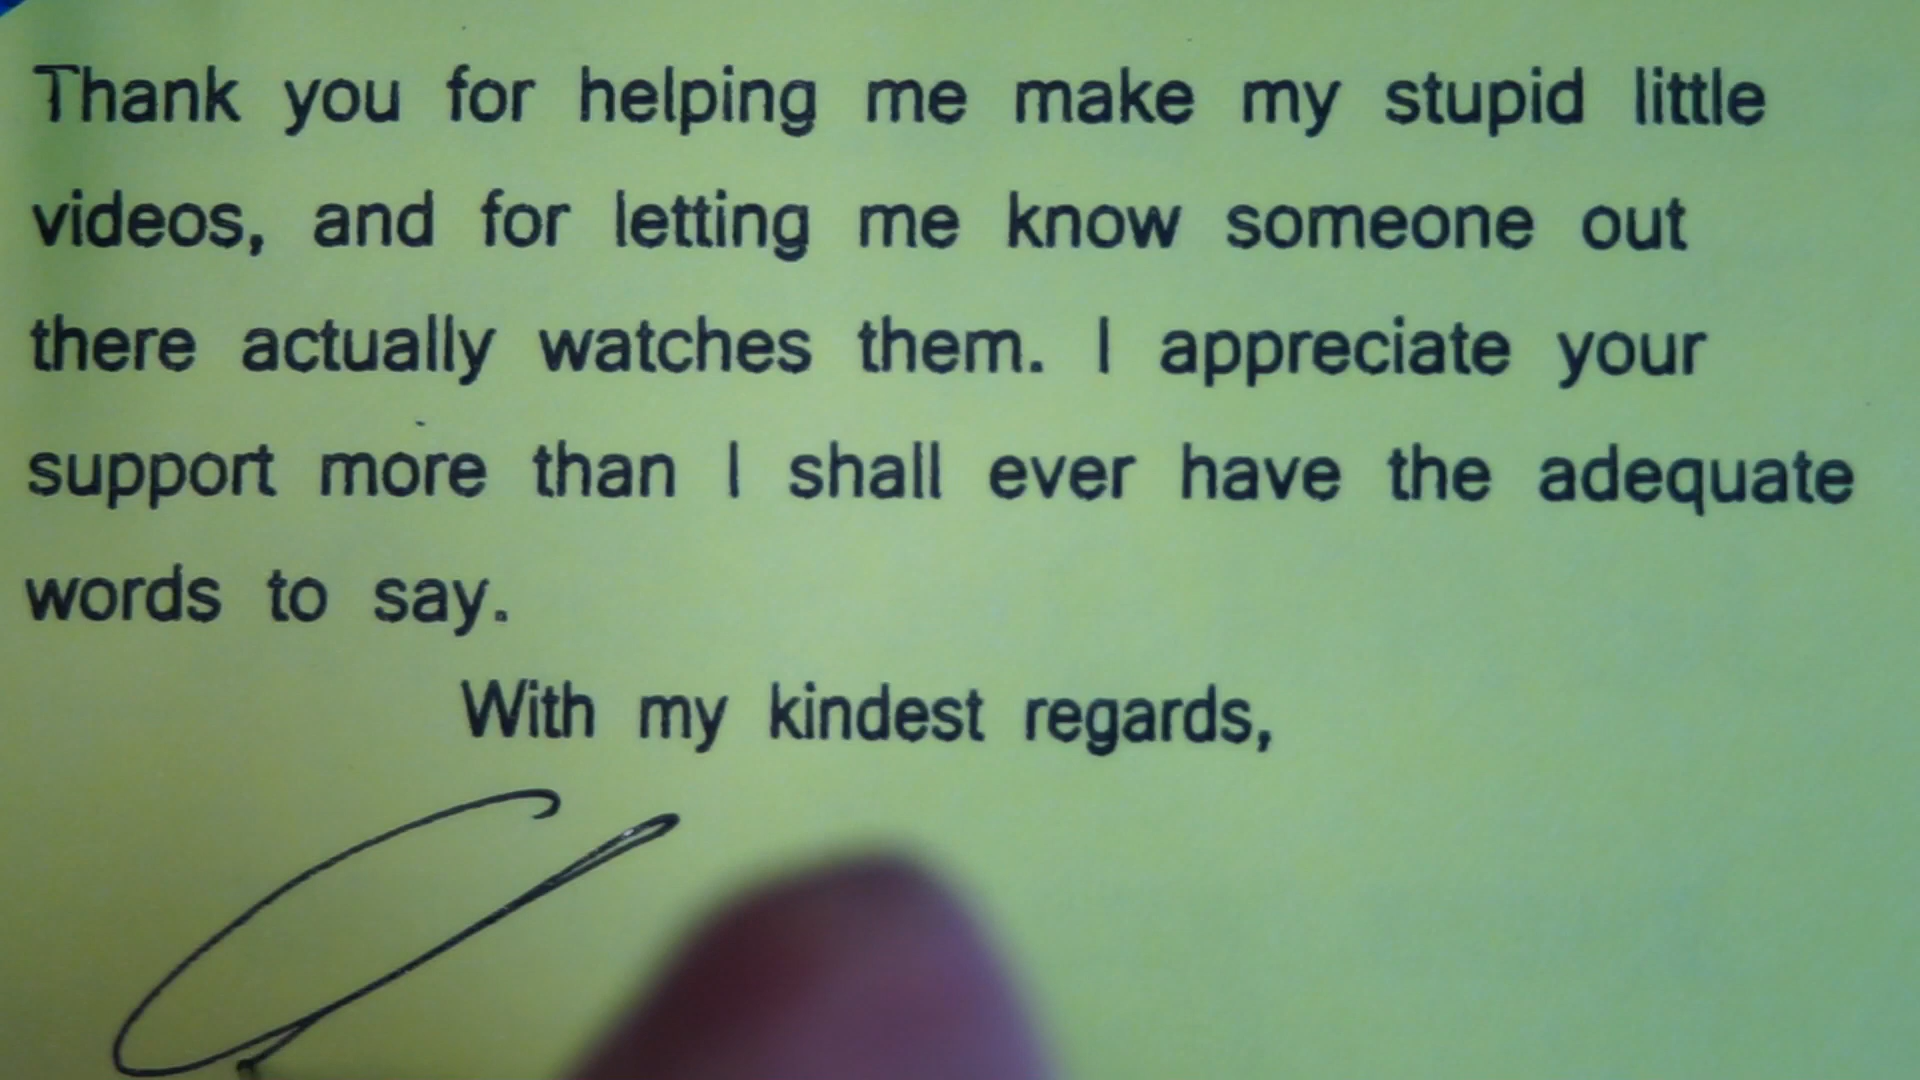 Thank you for helping me make my stupid little
videos, and for letting me know someone out
there actually watches them. I appreciate your
support more than I shall ever have the adequate
words to say.
With my kindest regards,